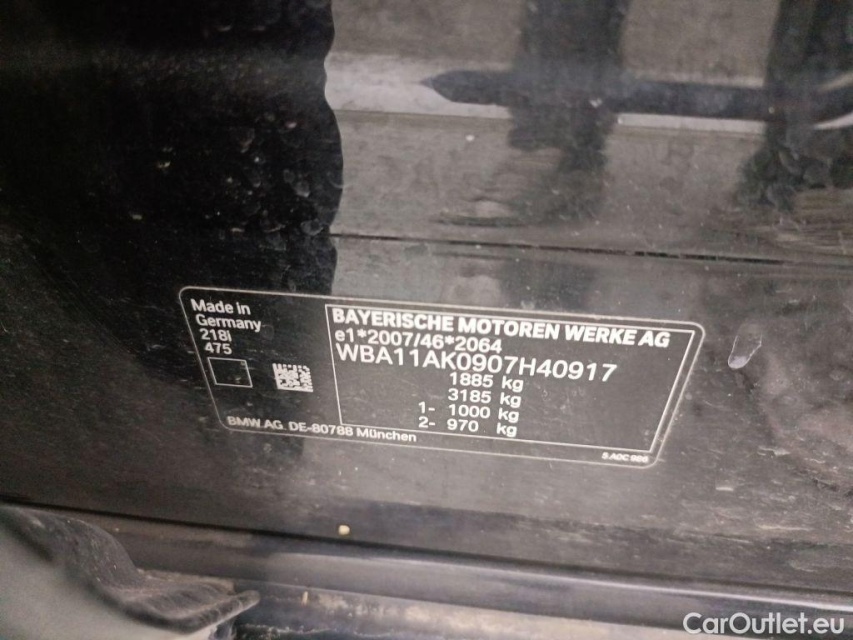 Made in
Germany
218i
475
BAYERISCHE MOTOREN WERKE AG
e1*2007/46*2064
WBA11AK0907H40917
1885 kg
3185 kg
1- 1000 kg
2- 970 kg
BMW AG DE-80788 München
CarOutlet.eu